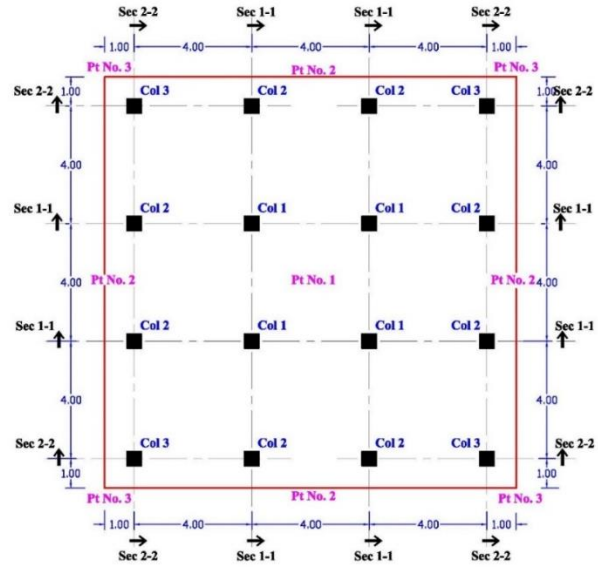 Sec 2-2 Sec 1-1 Sec 1-1 Sec 2-2
1.00 4.00 4.00 4.00 1.00
Pt No. 3 Pt No. 2 Pt No. 3
Sec 2-2 1.00 Col 3 Col 2 Col 2 Col 3 1.00 Sec 2-2
4.00 4.00
Sec 1-1 Col 2 Col 1 Col 1 Col 2 Sec 1-1
4.00 Pt No. 2 Pt No. 1 Pt No. 2 4.00
Sec 1-1 Col 2 Col 1 Col 1 Col 2 Sec 1-1
4.00 4.00
Sec 2-2 Col 3 Col 2 Col 2 Col 3 Sec 2-2
1.00 1.00
Pt No. 3 Pt No. 2 Pt No. 3
1.00 4.00 4.00 4.00 1.00
Sec 2-2 Sec 1-1 Sec 1-1 Sec 2-2